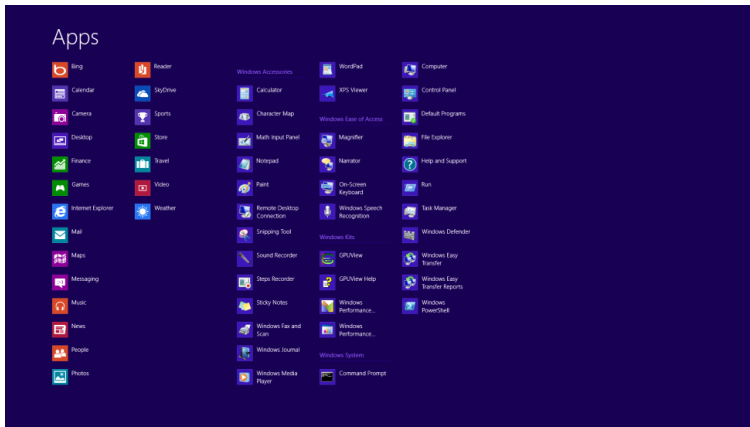 Apps
Bing
Calendar
Camera
Desktop
Finance
Games
Internet Explorer
Mail
Maps
Messaging
Music
News
People
Photos
Reader
SkyDrive
Sports
Store
Travel
Video
Weather
Windows Accessories
Calculator
Character Map
Math Input Panel
Notepad
Paint
Remote Desktop
Connection
Snipping Tool
Sound Recorder
Steps Recorder
Sticky Notes
Windows Fax and
Scan
Windows Journal
Windows Media
Player
WordPad
XPS Viewer
Windows Ease of Access
Magnifier
Narrator
On-Screen
Keyboard
Windows Speech
Recognition
Windows Kits
GPUView
GPUView Help
Windows
Performance...
Windows
Performance...
Windows System
Command Prompt
Computer
Control Panel
Default Programs
File Explorer
Help and Support
Run
Task Manager
Windows Defender
Windows Easy
Transfer
Windows Easy
Transfer Reports
Windows
PowerShell